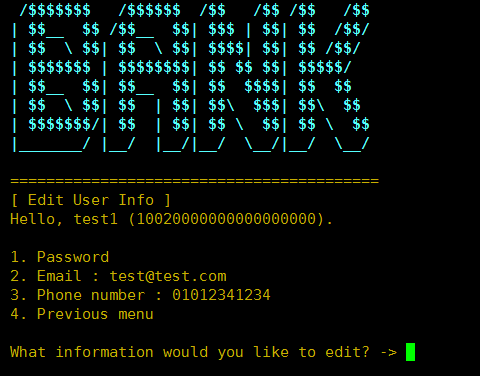 /$$$$$$$   /$$$$$$  /$$   /$$ /$$   /$$
| $$__  $$ /$$__  $$| $$$ | $$| $$  /$$/
| $$  \ $$| $$  \ $$| $$$$| $$| $$ /$$/
| $$$$$$$ | $$$$$$$$| $$ $$ $$| $$$$$/
| $$__  $$| $$__  $$| $$  $$$$| $$  $$
| $$  \ $$| $$  | $$| $$\  $$$| $$\  $$
| $$$$$$$/| $$  | $$| $$ \  $$| $$ \  $$
|_______/ |__/  |__/|__/  \__/|__/  \__/
=========================================
[ Edit User Info ]
Hello, test1 (10020000000000000000).
1. Password
2. Email : test@test.com
3. Phone number : 01012341234
4. Previous menu
What information would you like to edit? ->